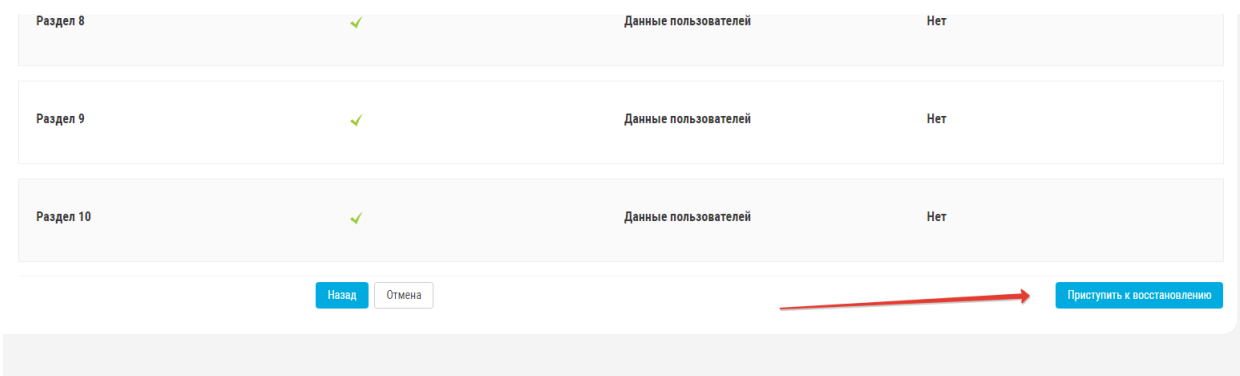 Раздел 8 Данные пользователей Нет
Раздел 9 Данные пользователей Нет
Раздел 10 Данные пользователей Нет
Назад Отмена Приступить к восстановлению